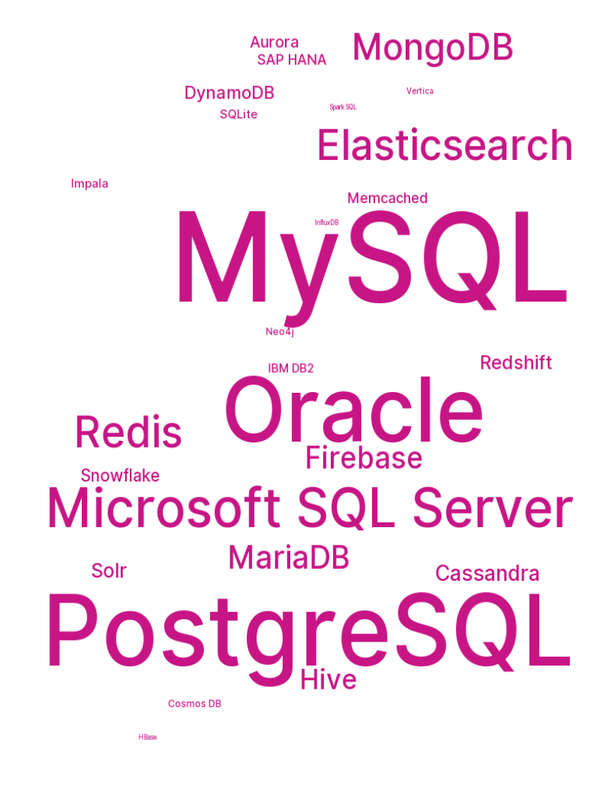 Aurora
MongoDB
SAP HANA
DynamoDB
Vertica
Spark SQL
SQLite
Elasticsearch
Impala
Memcached
MySQL
InfluxDB
Neo4j
Redshift
IBM DB2
Oracle
Redis
Firebase
Snowflake
Microsoft SQL Server
MariaDB
Solr
Cassandra
PostgreSQL
Hive
Cosmos DB
HBase